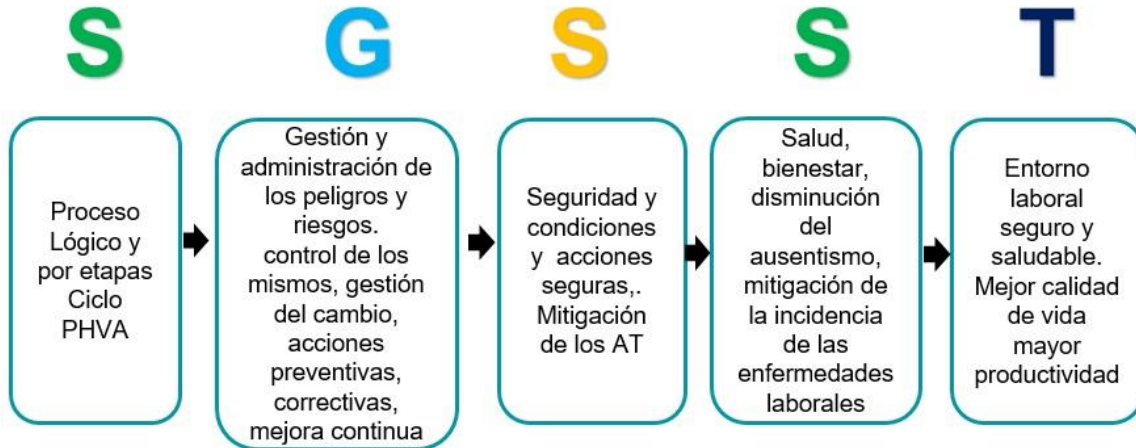 S G S S T
Proceso
Lógico y
por etapas
Ciclo
PHVA
Gestión y
administración de
los peligros y
riesgos.
control de los
mismos, gestión
del cambio,
acciones
preventivas,
correctivas,
mejora continua
Seguridad y
condiciones
y acciones
seguras,.
Mitigación
de los AT
Salud,
bienestar,
disminución
del
ausentismo,
mitigación de
la incidencia
de las
enfermedades
laborales
Entorno
laboral
seguro y
saludable.
Mejor calidad
de vida
mayor
productividad